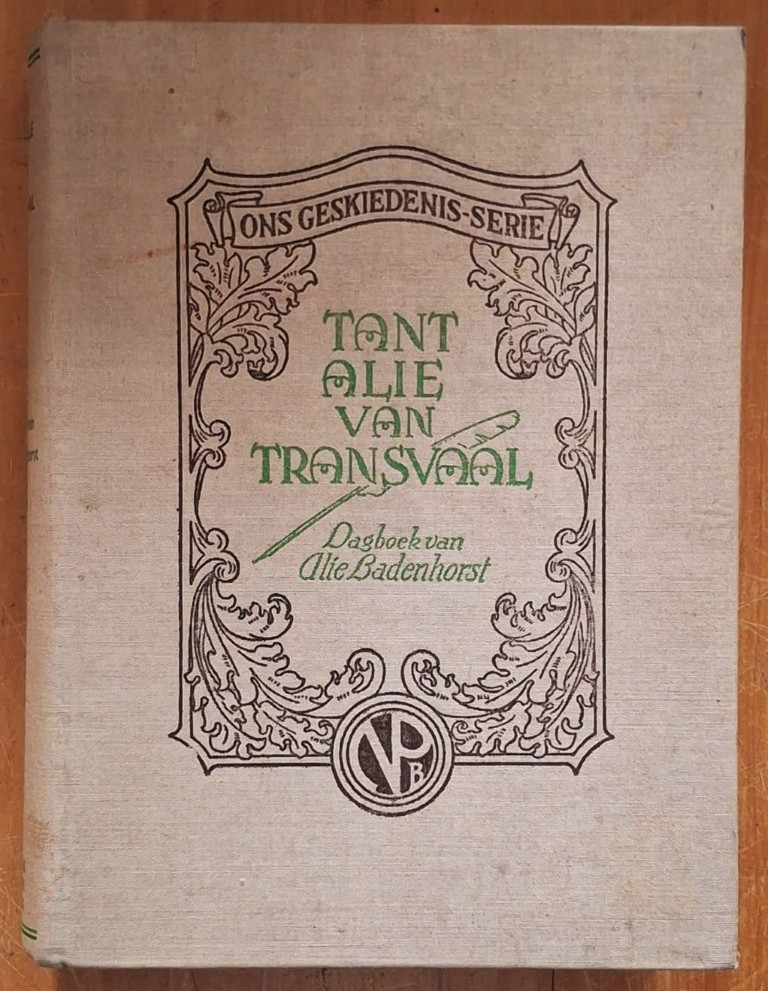 ONS GESKIEDENIS-SERIE
TANT
ALIE
VAN
TRANSVAAL
Dagboek van
Alie Badenhorst
NPB